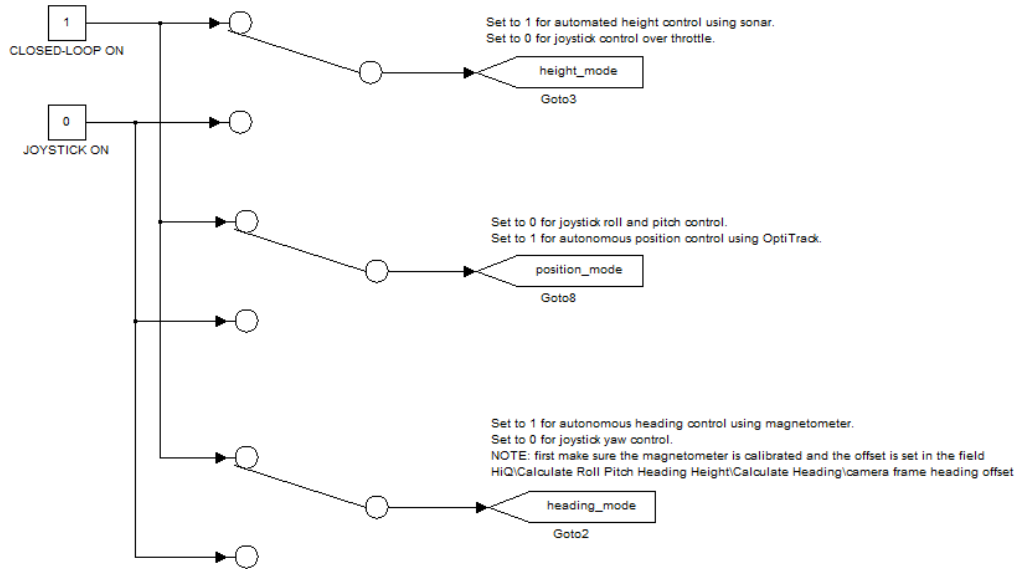 1
CLOSED-LOOP ON
Set to 1 for automated height control using sonar.
Set to 0 for joystick control over throttle.
height_mode
Goto3
0
JOYSTICK ON
Set to 0 for joystick roll and pitch control.
Set to 1 for autonomous position control using OptiTrack.
position_mode
Goto8
Set to 1 for autonomous heading control using magnetometer.
Set to 0 for joystick yaw control.
NOTE: first make sure the magnetometer is calibrated and the offset is set in the field
HiQ\Calculate Roll Pitch Heading Height\Calculate Heading\camera frame heading offset
heading_mode
Goto2